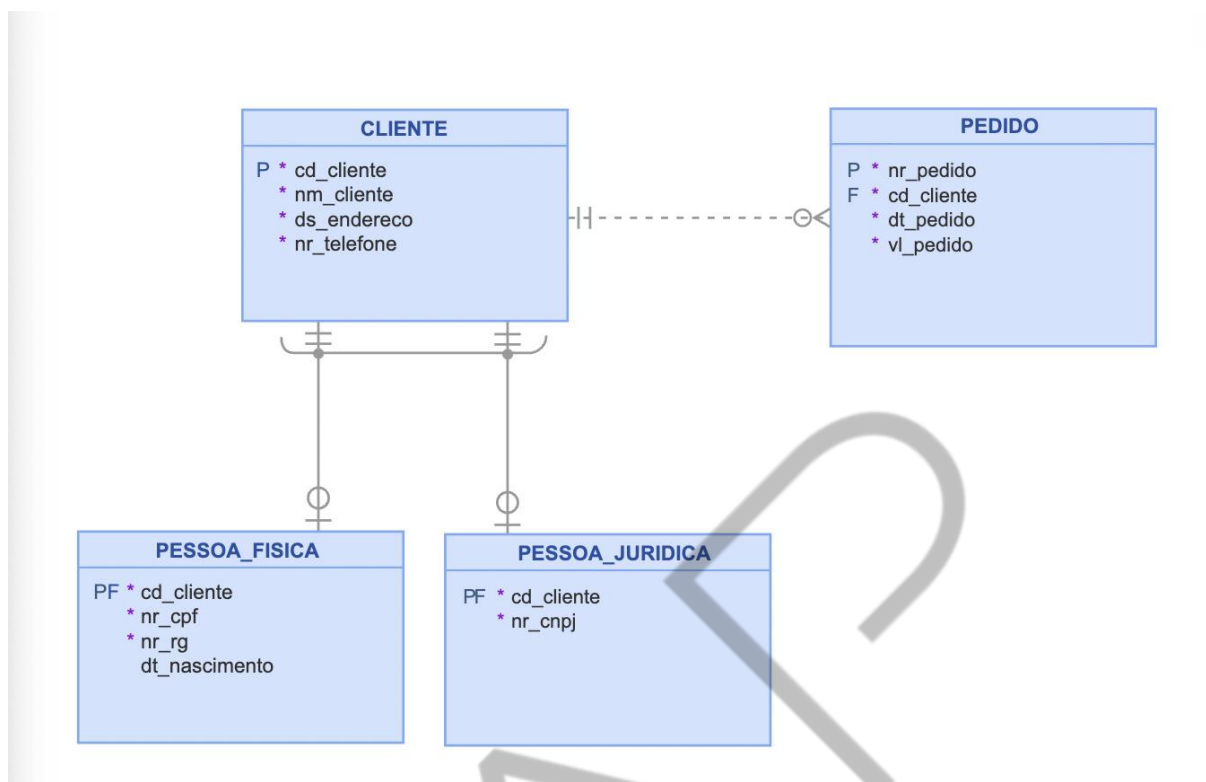 CLIENTE
P * cd_cliente
* nm_cliente
* ds_endereco
* nr_telefone
PEDIDO
P * nr_pedido
F * cd_cliente
* dt_pedido
* vl_pedido
PESSOA_FISICA
PF * cd_cliente
* nr_cpf
* nr_rg
dt_nascimento
PESSOA_JURIDICA
PF * cd_cliente
* nr_cnpj